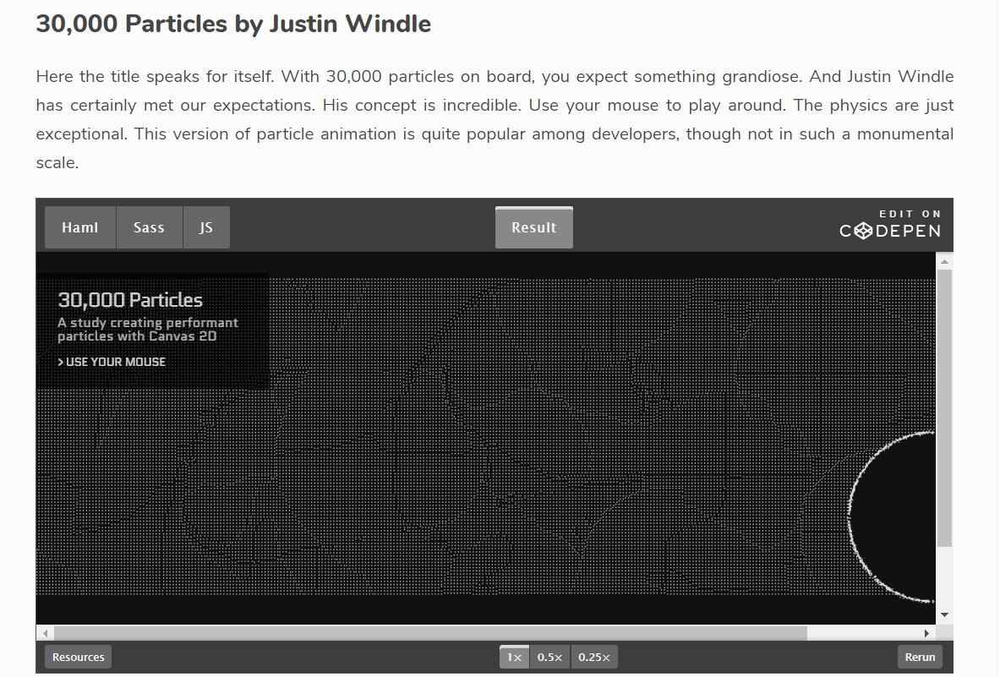 30,000 Particles by Justin Windle
Here the title speaks for itself. With 30,000 particles on board, you expect something grandiose. And Justin Windle
has certainly met our expectations. His concept is incredible. Use your mouse to play around. The physics are just
exceptional. This version of particle animation is quite popular among developers, though not in such a monumental
scale.
Haml Sass JS Result EDIT ON
CODEPEN
30,000 Particles
A study creating performant
particles with Canvas 2D
> USE YOUR MOUSE
Resources 1× 0.5× 0.25× Rerun